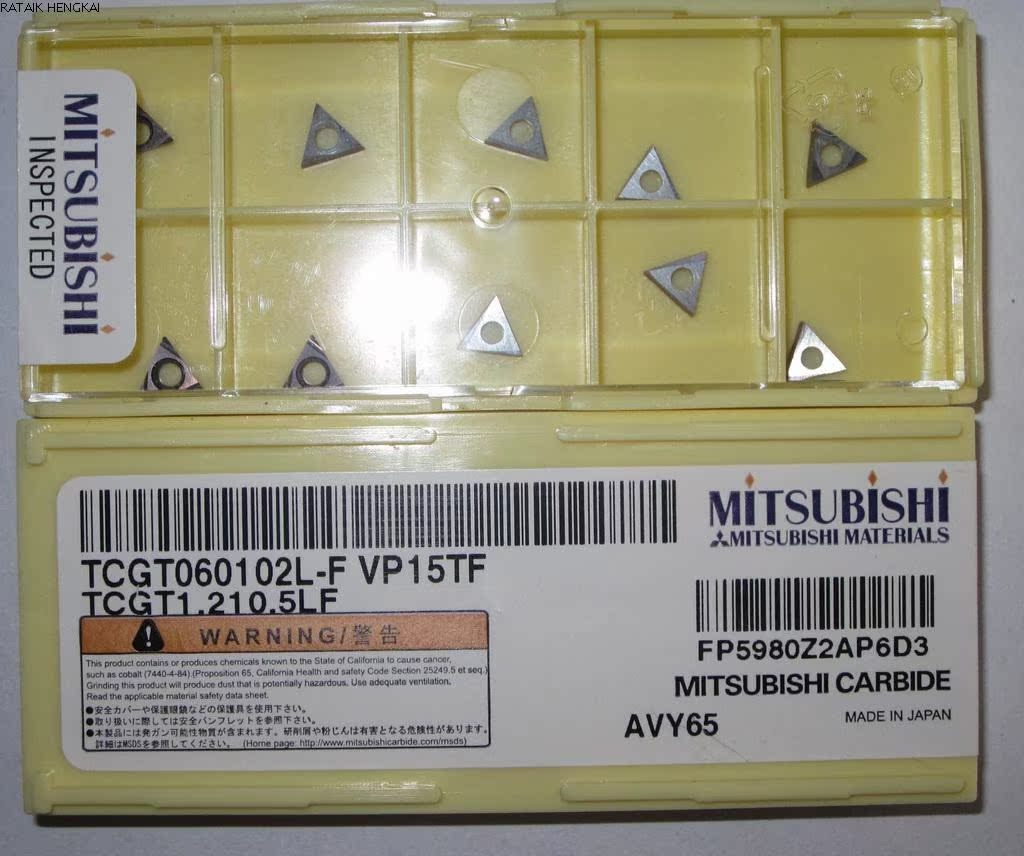 RATAIK HENGKAI
MITSUBISHI
INSPECTED
MITSUBISHI
MITSUBISHI MATERIALS
TCGT060102L-F VP15TF
TCGT1.210.5LF
WARNING/警告
This product contains or produces chemicals known to the State of California to cause cancer,
such as cobalt (7440-4-84).(Proposition 65, California Health and safety Code Section 25249.5 et seq.)
Grinding this product will produce dust that is potentially hazardous. Use adequate ventilation.
Read the applicable material safety data sheet.
●安全カバーや保護眼鏡などの保護具を使用下さい。
●取り扱いに際しては安全パンフレットを参照下さい。
●本製品には発ガン可能性物質が含まれます。研削屑や粉じんは有害となる危険性があります。
詳細はMSDSを参照してください。 (Home page: http://www.mitsubishicarbide.com/msds)
FP5980Z2AP6D3
MITSUBISHI CARBIDE
AVY65
MADE IN JAPAN